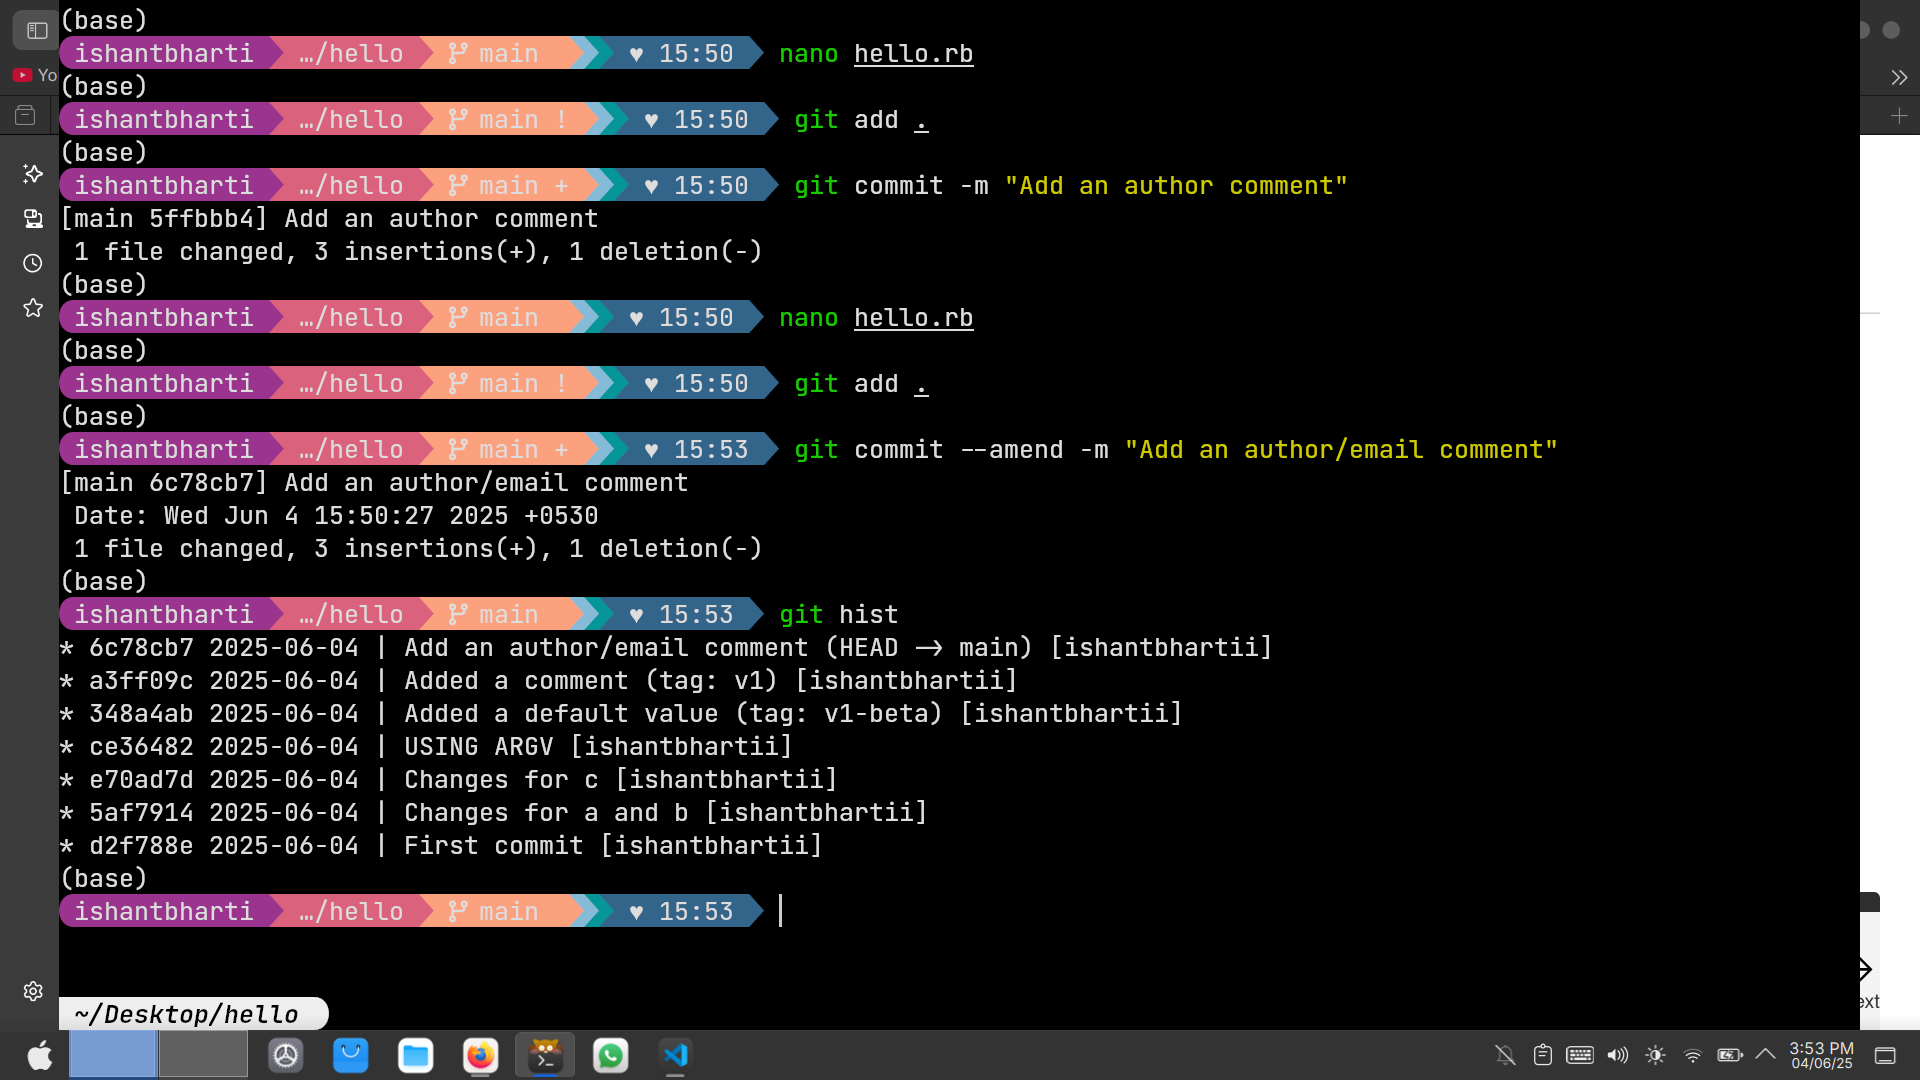 (base)
ishantbharti …/hello main ♥ 15:50 nano hello.rb
Yo
(base)
ishantbharti …/hello main ! ♥ 15:50 git add .
(base)
ishantbharti …/hello main + ♥ 15:50 git commit -m "Add an author comment"
[main 5ffbbb4] Add an author comment
1 file changed, 3 insertions(+), 1 deletion(-)
(base)
ishantbharti …/hello main ♥ 15:50 nano hello.rb
(base)
ishantbharti …/hello main ! ♥ 15:50 git add .
(base)
ishantbharti …/hello main + ♥ 15:53 git commit --amend -m "Add an author/email comment"
[main 6c78cb7] Add an author/email comment
Date: Wed Jun 4 15:50:27 2025 +0530
1 file changed, 3 insertions(+), 1 deletion(-)
(base)
ishantbharti …/hello main ♥ 15:53 git hist
* 6c78cb7 2025-06-04 | Add an author/email comment (HEAD -> main) [ishantbhartii]
* a3ff09c 2025-06-04 | Added a comment (tag: v1) [ishantbhartii]
* 348a4ab 2025-06-04 | Added a default value (tag: v1-beta) [ishantbhartii]
* ce36482 2025-06-04 | USING ARGV [ishantbhartii]
* e70ad7d 2025-06-04 | Changes for c [ishantbhartii]
* 5af7914 2025-06-04 | Changes for a and b [ishantbhartii]
* d2f788e 2025-06-04 | First commit [ishantbhartii]
(base)
ishantbharti …/hello main ♥ 15:53
ext
~/Desktop/hello
3:53 PM
04/06/25